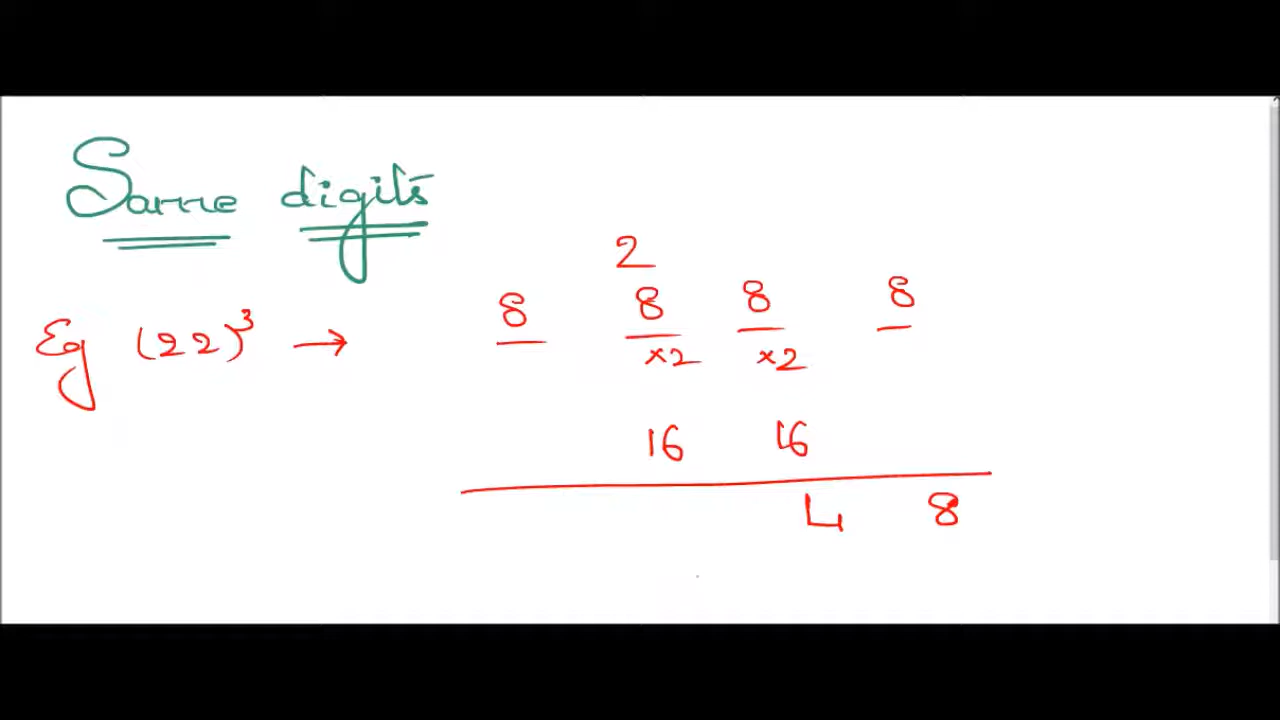 Same digits
2
Eg (22)³ → 8 8 8 8
×2 ×2
16 16
4 8